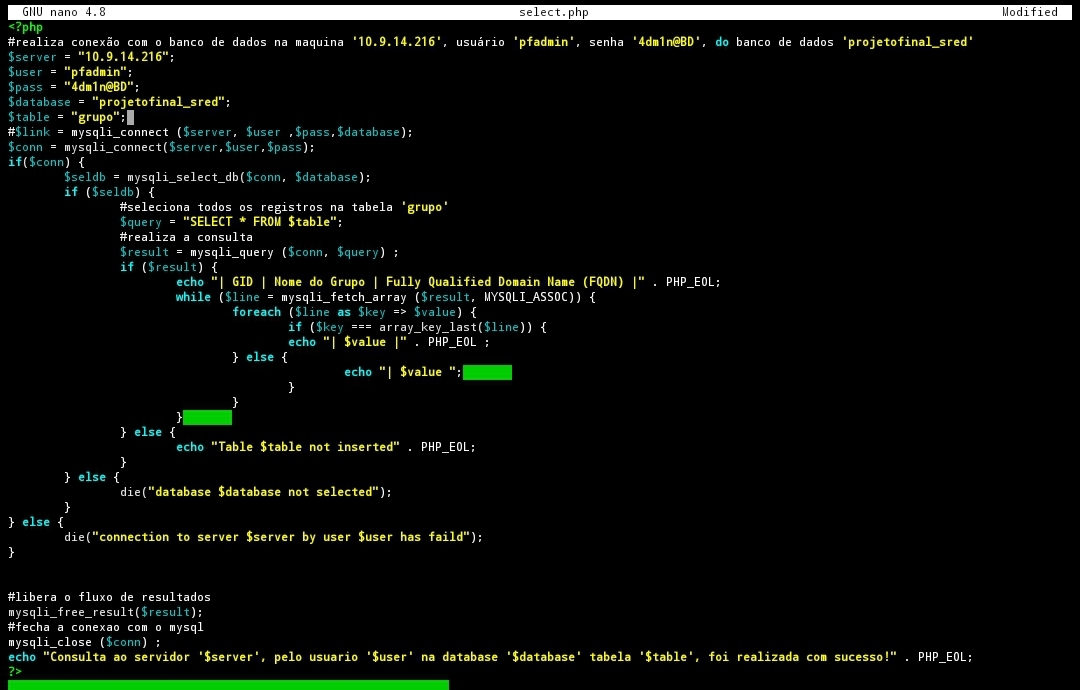 GNU nano 4.8 select.php Modified
<?php
#realiza conexão com o banco de dados na maquina '10.9.14.216', usuário 'pfadmin', senha '4dm1n@BD', do banco de dados 'projetofinal_sred'
$server = "10.9.14.216";
$user = "pfadmin";
$pass = "4dm1n@BD";
$database = "projetofinal_sred";
$table = "grupo";
#$link = mysqli_connect ($server, $user ,$pass,$database);
$conn = mysqli_connect($server,$user,$pass);
if($conn) {
        $seldb = mysqli_select_db($conn, $database);
        if ($seldb) {
                #seleciona todos os registros na tabela 'grupo'
                $query = "SELECT * FROM $table";
                #realiza a consulta
                $result = mysqli_query ($conn, $query) ;
                if ($result) {
                        echo "| GID | Nome do Grupo | Fully Qualified Domain Name (FQDN) |" . PHP_EOL;
                        while ($line = mysqli_fetch_array ($result, MYSQLI_ASSOC)) {
                                foreach ($line as $key => $value) {
                                        if ($key === array_key_last($line)) {
                                        echo "| $value |" . PHP_EOL ;
                                } else {
                                                echo "| $value ";
                                        }
                                }
                        }
                } else {
                        echo "Table $table not inserted" . PHP_EOL;
                }
        } else {
                die("database $database not selected");
        }
} else {
        die("connection to server $server by user $user has faild");
}
#libera o fluxo de resultados
mysqli_free_result($result);
#fecha a conexao com o mysql
mysqli_close ($conn) ;
echo "Consulta ao servidor '$server', pelo usuario '$user' na database '$database' tabela '$table', foi realizada com sucesso!" . PHP_EOL;
?>